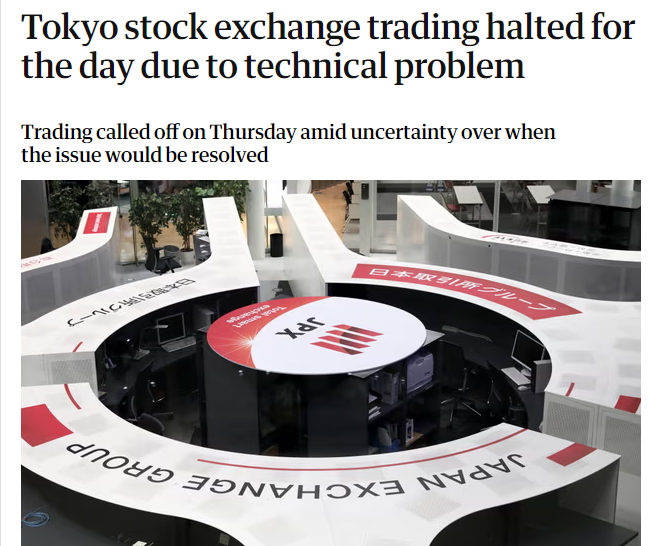 Tokyo stock exchange trading halted for
the day due to technical problem
Trading called off on Thursday amid uncertainty over when
the issue would be resolved
日本取引所グループ
日本取引所グループ
Total smart
exchange
JPX
JAPAN EXCHANGE GROUP